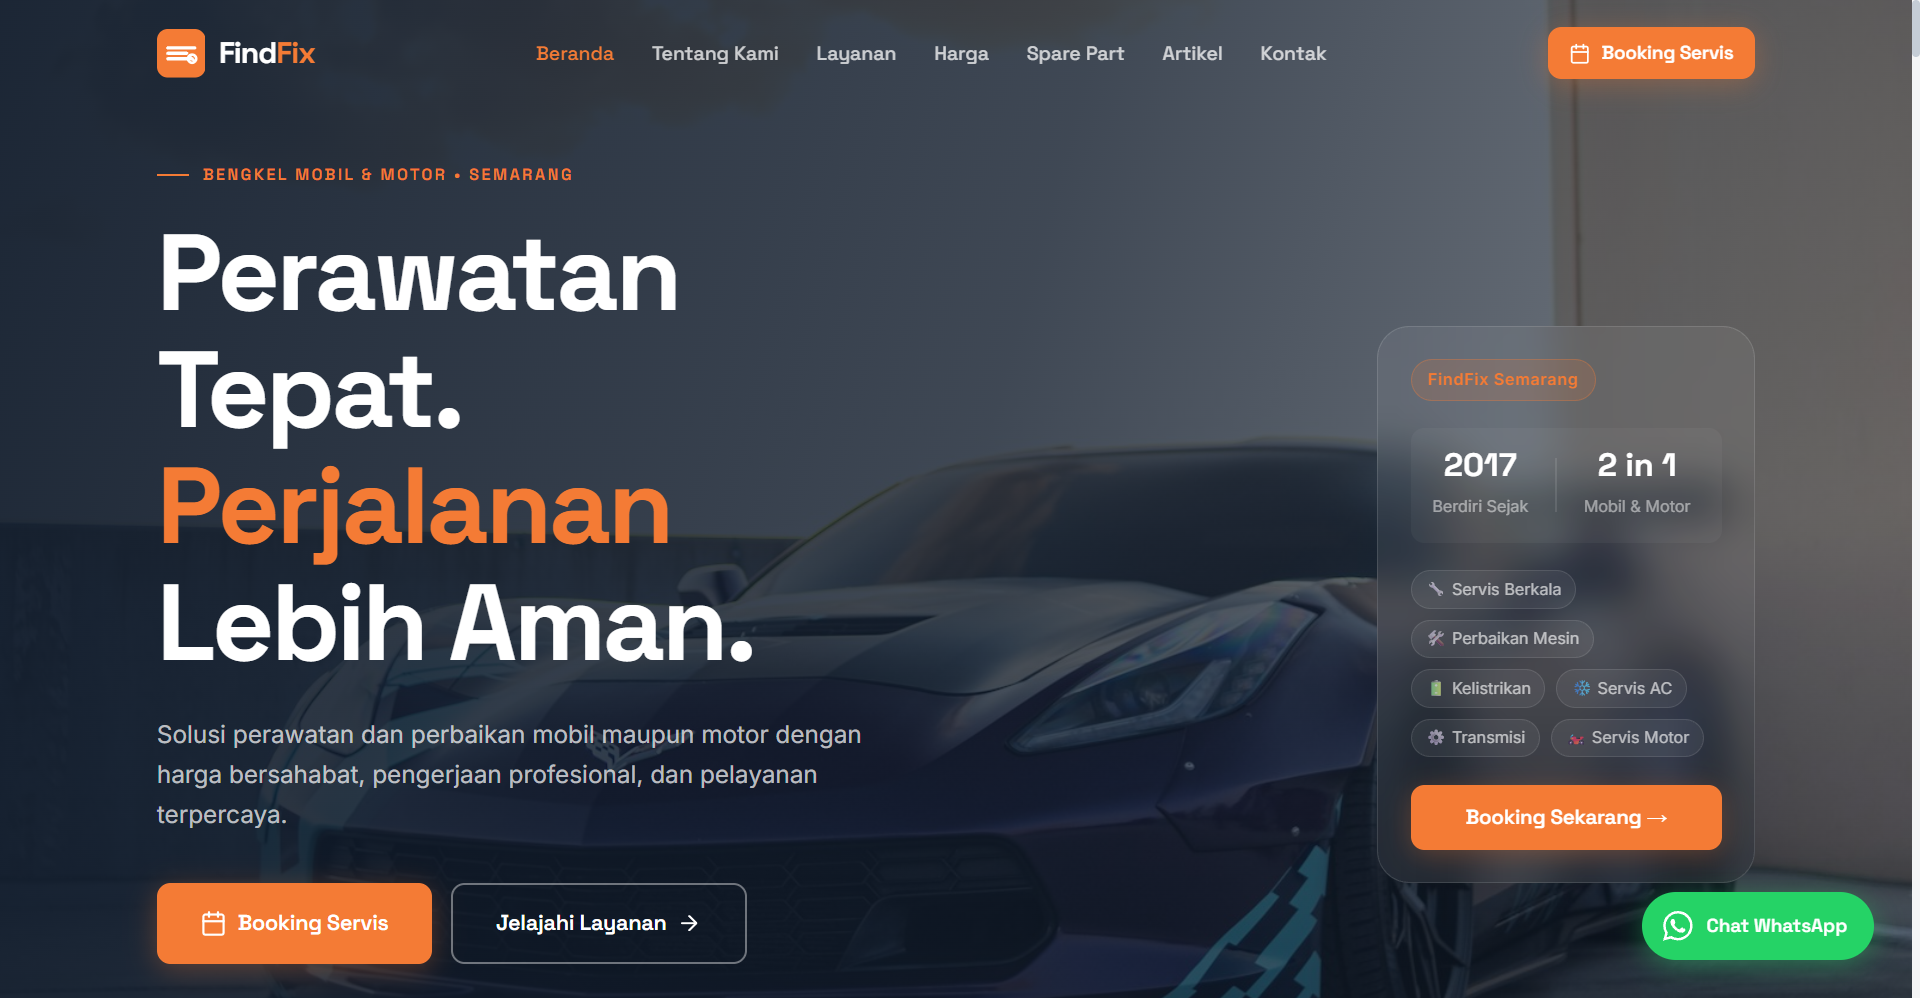 FindFix
Beranda
Tentang Kami
Layanan
Harga
Spare Part
Artikel
Kontak
Booking Servis
BENGKEL MOBIL & MOTOR • SEMARANG
Perawatan
Tepat.
Perjalanan
Lebih Aman.
Solusi perawatan dan perbaikan mobil maupun motor dengan
harga bersahabat, pengerjaan profesional, dan pelayanan
terpercaya.
Booking Servis
Jelajahi Layanan →
FindFix Semarang
2017
Berdiri Sejak
2 in 1
Mobil & Motor
Servis Berkala
Perbaikan Mesin
Kelistrikan
Servis AC
Transmisi
Servis Motor
Booking Sekarang →
Chat WhatsApp